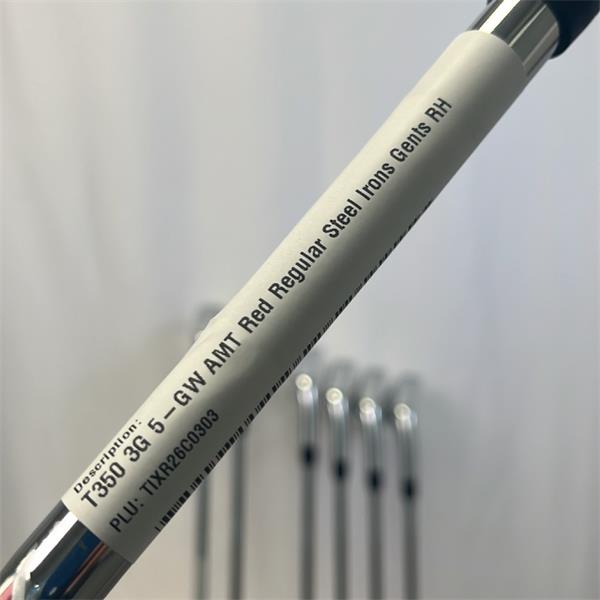 Description:
T350 3G 5-GW AMT Red Regular Steel Irons Gents RH
PLU: TIXR26C0303